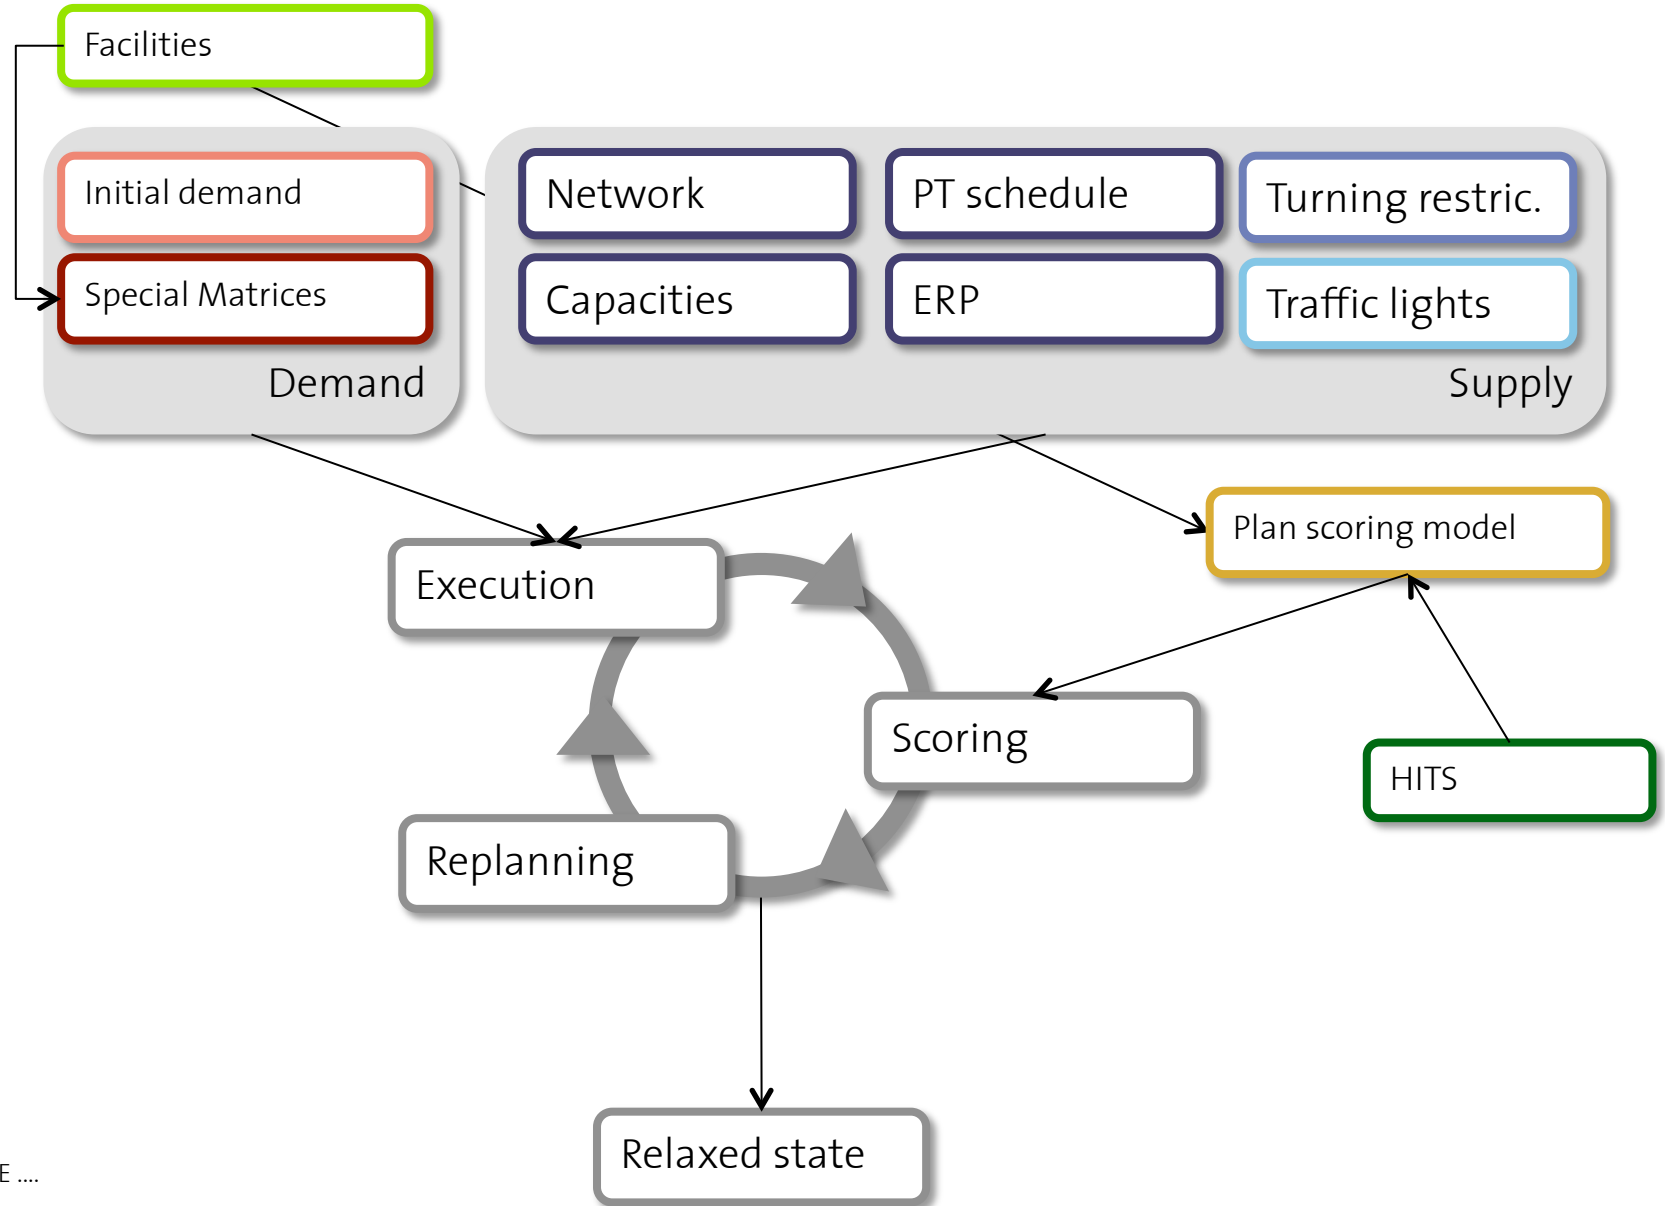 Facilities
Initial demand
Special Matrices
Demand
Network
PT schedule
Turning restric.
Capacities
ERP
Traffic lights
Supply
Plan scoring model
Execution
Scoring
HITS
Replanning
Relaxed state
E ....